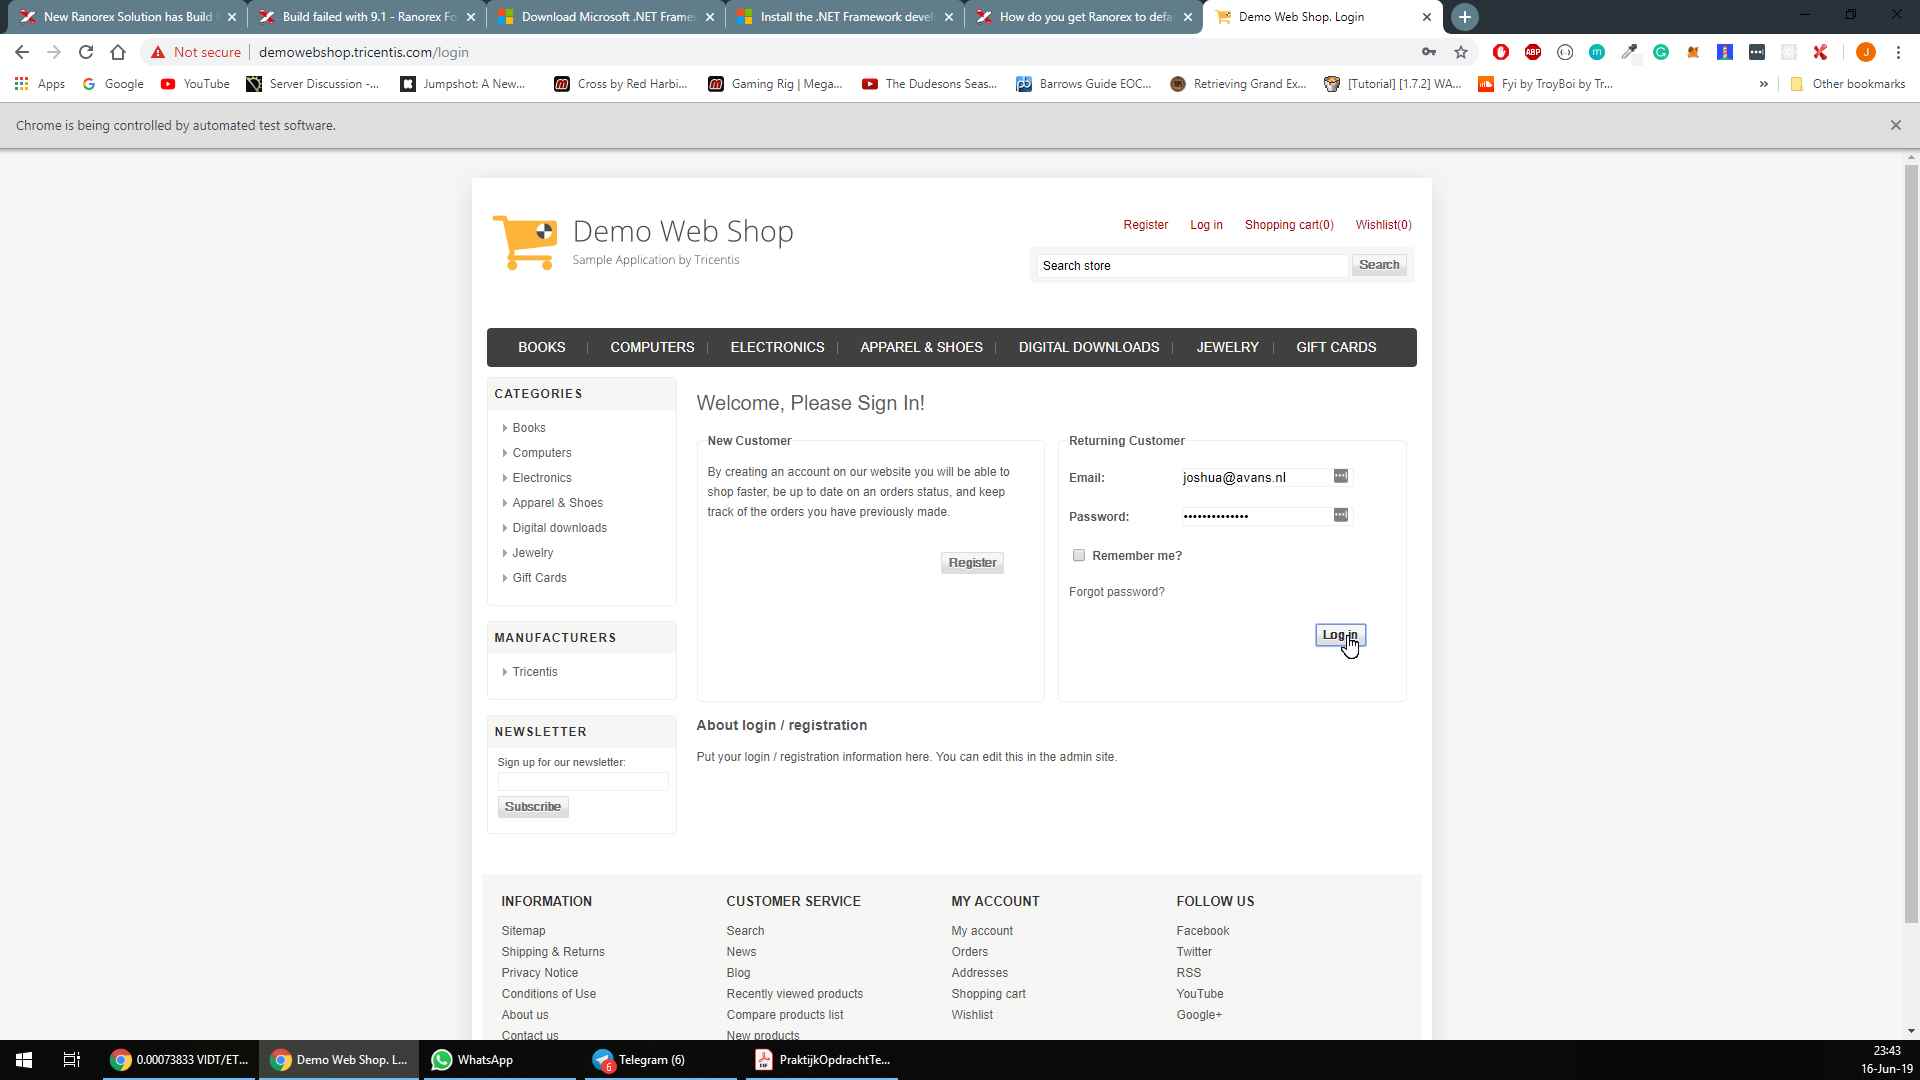 New Ranorex Solution has Build
Build failed with 9.1 - Ranorex Fo
Download Microsoft .NET Frame
Install the .NET Framework devel
How do you get Ranorex to defa
Demo Web Shop. Login
Not secure
demowebshop.tricentis.com/login
Apps
Google
YouTube
Server Discussion -...
Jumpshot: A New...
Cross by Red Harbi...
Gaming Rig | Mega...
The Dudesons Seas...
Barrows Guide EOC...
Retrieving Grand Ex...
[Tutorial] [1.7.2] WA...
Fyi by TroyBoi by Tr...
»
Other bookmarks
Chrome is being controlled by automated test software.
Demo Web Shop
Sample Application by Tricentis
Register
Log in
Shopping cart(0)
Wishlist(0)
Search store
Search
BOOKS
COMPUTERS
ELECTRONICS
APPAREL & SHOES
DIGITAL DOWNLOADS
JEWELRY
GIFT CARDS
CATEGORIES
Books
Computers
Electronics
Apparel & Shoes
Digital downloads
Jewelry
Gift Cards
MANUFACTURERS
Tricentis
NEWSLETTER
Sign up for our newsletter:
Subscribe
Welcome, Please Sign In!
New Customer
By creating an account on our website you will be able to
shop faster, be up to date on an orders status, and keep
track of the orders you have previously made.
Register
Returning Customer
Email:
joshua@avans.nl
Password:
••••••••••••••
Remember me?
Forgot password?
Log in
About login / registration
Put your login / registration information here. You can edit this in the admin site.
INFORMATION
Sitemap
Shipping & Returns
Privacy Notice
Conditions of Use
About us
Contact us
CUSTOMER SERVICE
Search
News
Blog
Recently viewed products
Compare products list
New products
MY ACCOUNT
My account
Orders
Addresses
Shopping cart
Wishlist
FOLLOW US
Facebook
Twitter
RSS
YouTube
Google+
0.00073833 VIDT/ET...
Demo Web Shop. L...
WhatsApp
Telegram (6)
PraktijkOpdrachtTe...
23:43
16-Jun-19